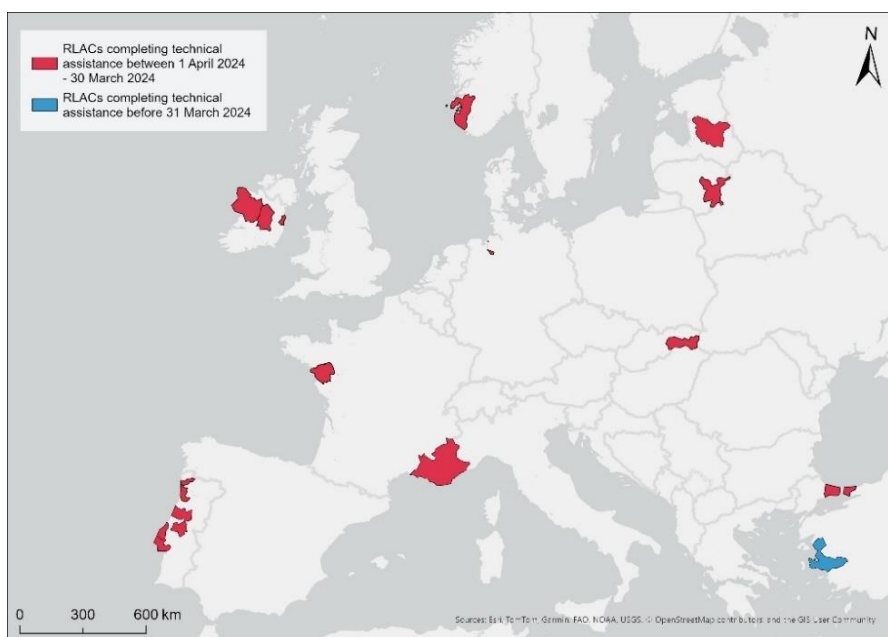 RLACs completing technical
assistance between 1 April 2024
- 30 March 2024
RLACs completing technical
assistance before 31 March 2024
N
0 300 600 km
Sources: Esri, TomTom, Garmin, FAO, NOAA, USGS, © OpenStreetMap contributors, and the GIS User Community